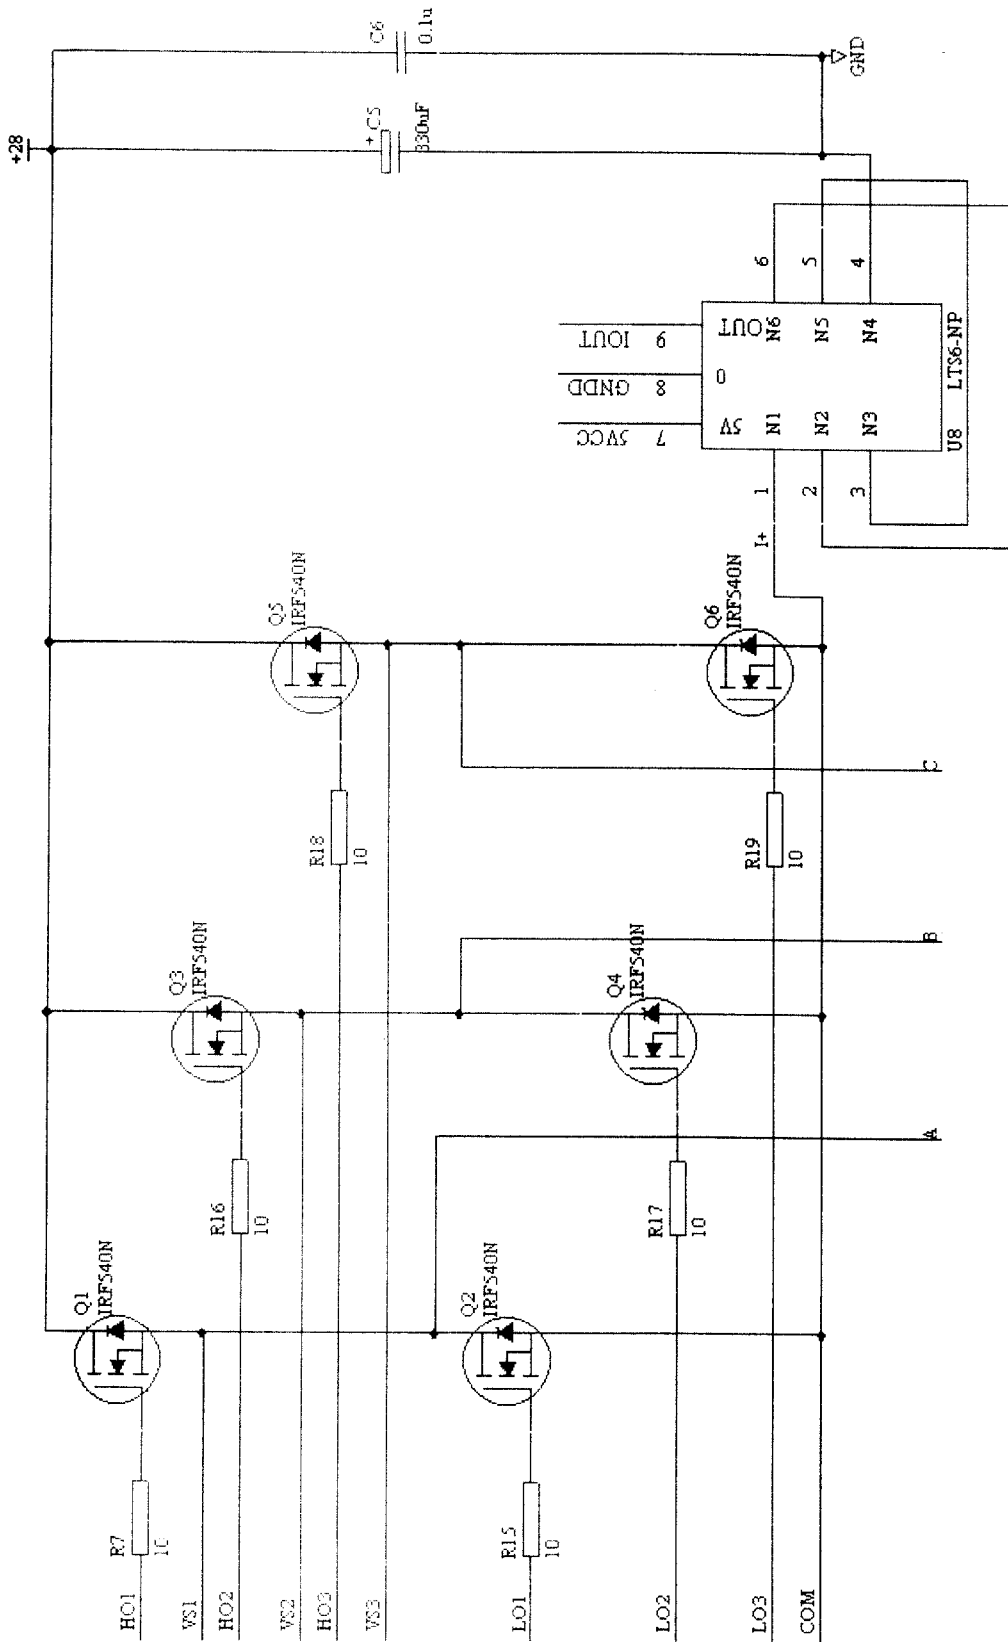 +28
C6
0.1u
+
C5
330uF
GND
6
5
4
9
IOUT
8
GNDD
7
5VCC
OUT
0
5V
N6
N5
N4
N1
N2
N3
U8
LTS6-NP
1
2
3
I+
Q5
IRF540N
Q6
IRF540N
R18
10
R19
10
C
Q3
IRF540N
Q4
IRF540N
B
R16
10
R17
10
A
Q1
IRF540N
Q2
IRF540N
R7
10
R15
10
HO1
VS1
HO2
VS2
HO3
VS3
LO1
LO2
LO3
COM